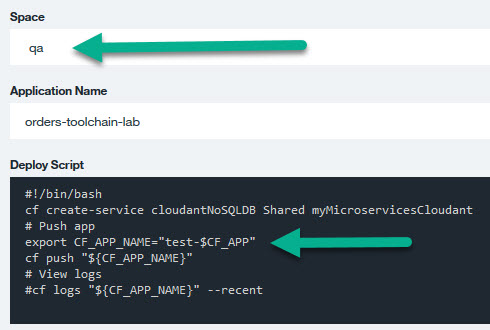 Space
qa
Application Name
orders-toolchain-lab
Deploy Script
#!/bin/bash
cf create-service cloudantNoSQLDB Shared myMicroservicesCloudant
# Push app
export CF_APP_NAME="test-$CF_APP"
cf push "${CF_APP_NAME}"
# View logs
#cf logs "${CF_APP_NAME}" --recent